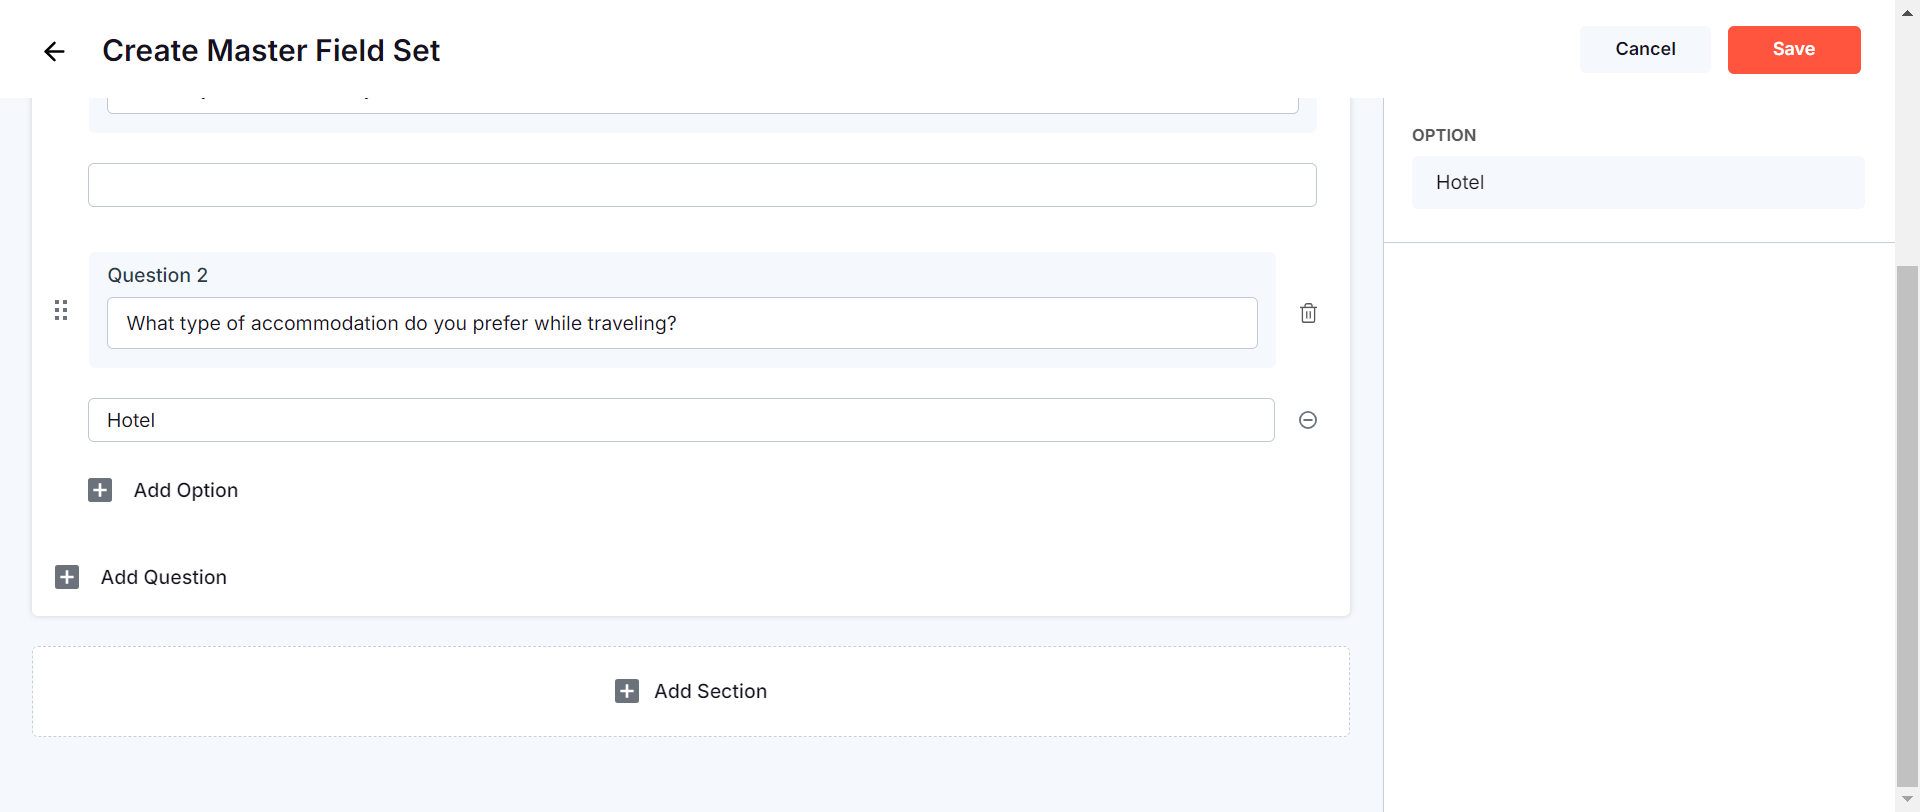 Create Master Field Set
Cancel
Save
OPTION
Hotel
Question 2
What type of accommodation do you prefer while traveling?
Hotel
Add Option
Add Question
Add Section